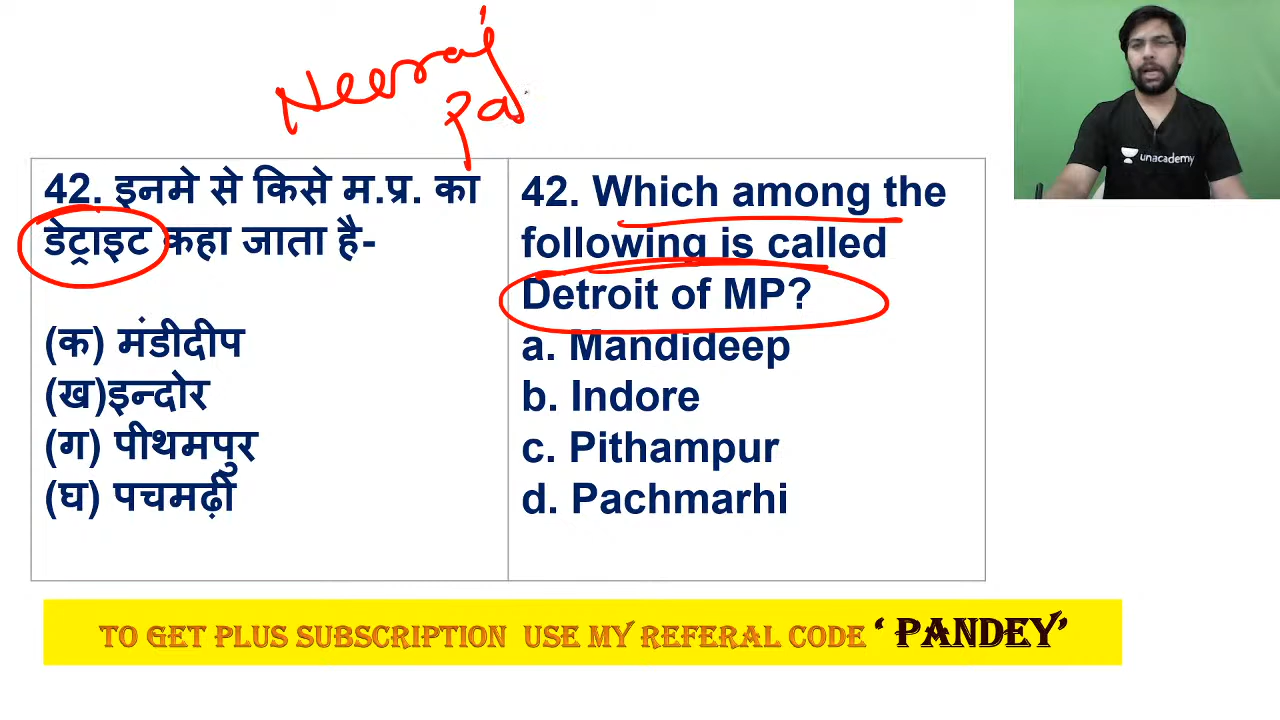 Neeraj
Pa
unacademy
42. इनमे से किसे म.प्र. का
डेट्राइट कहा जाता है-
(क) मंडीदीप
(ख)इन्दोर
(ग) पीथमपुर
(घ) पचमढ़ी
42. Which among the
following is called
Detroit of MP?
a. Mandideep
b. Indore
c. Pithampur
d. Pachmarhi
TO GET PLUS SUBSCRIPTION USE MY REFERAL CODE ‘ PANDEY’